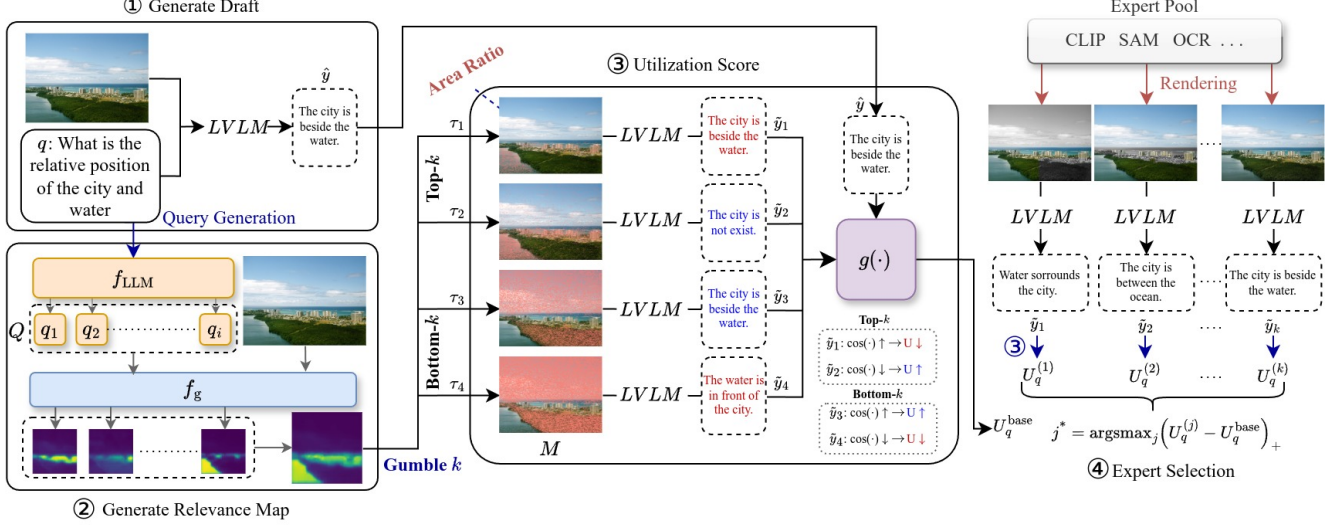 ① Generate Draft
q: What is the
relative position
of the city and
water
LVLM
ŷ
The city is
beside the
water.
Query Generation
f_LLM
Q
q₁ q₂ q_i
f_g
② Generate Relevance Map
Gumble k
Area Ratio
③ Utilization Score
Top-k
Bottom-k
τ₁
LVLM
The city is
beside the
water.
ỹ₁
τ₂
LVLM
The city is
not exist.
ỹ₂
τ₃
LVLM
The city is
beside the
water.
ỹ₃
τ₄
LVLM
The water is
in front of
the city.
ỹ₄
M
ŷ
The city is
beside the
water.
g(·)
Top-k
ỹ₁: cos(·) ↑ → U ↓
ỹ₂: cos(·) ↓ → U ↑
Bottom-k
ỹ₃: cos(·) ↑ → U ↑
ỹ₄: cos(·) ↓ → U ↓
Expert Pool
CLIP SAM OCR ...
Rendering
LVLM LVLM LVLM
Water sorrounds
the city.
The city is
between the
ocean.
The city is beside
the water.
ỹ₁ ỹ₂ .... ỹ_k
③
U_q^(1) U_q^(2) .... U_q^(k)
U_q^base j* = argsmax_j (U_q^(j) − U_q^base)_+
④ Expert Selection